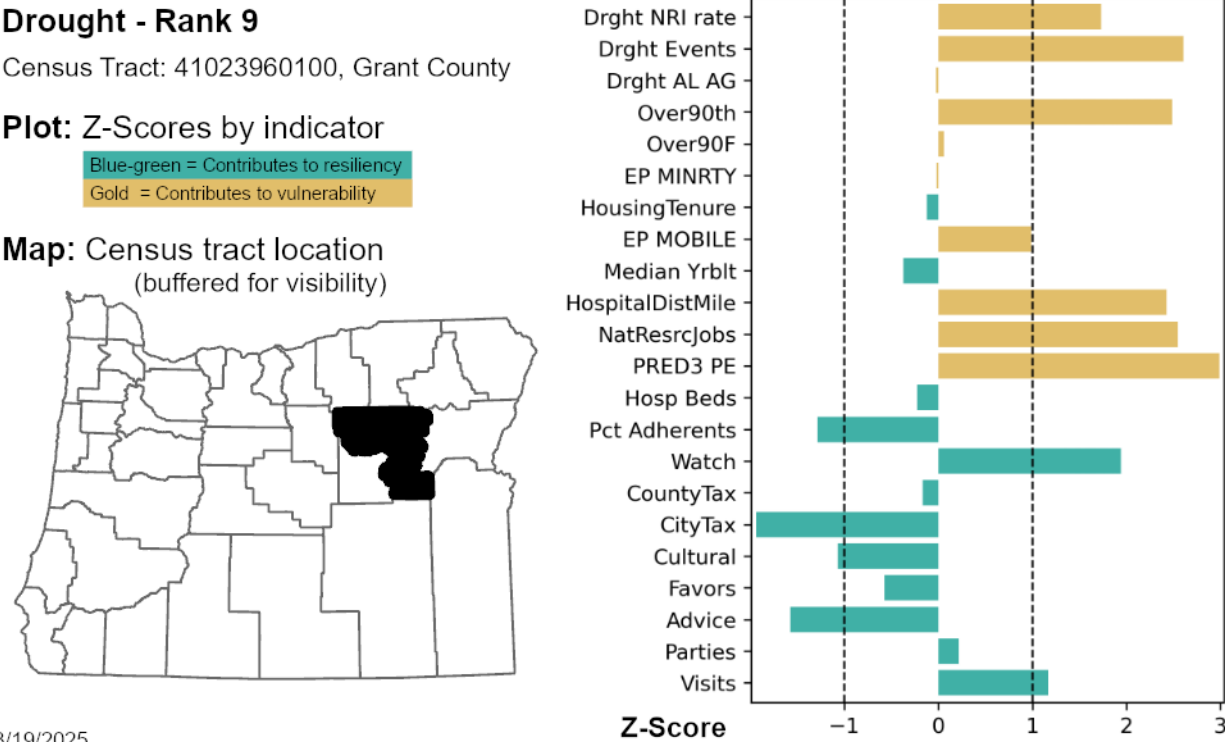 Drought - Rank 9
Census Tract: 41023960100, Grant County
Plot: Z-Scores by indicator
Blue-green = Contributes to resiliency
Gold = Contributes to vulnerability
Map: Census tract location
(buffered for visibility)
Drght NRI rate
Drght Events
Drght AL AG
Over90th
Over90F
EP MINRTY
HousingTenure
EP MOBILE
Median Yrblt
HospitalDistMile
NatResrcJobs
PRED3 PE
Hosp Beds
Pct Adherents
Watch
CountyTax
CityTax
Cultural
Favors
Advice
Parties
Visits
Z-Score
−1 0 1 2 3
/19/2025